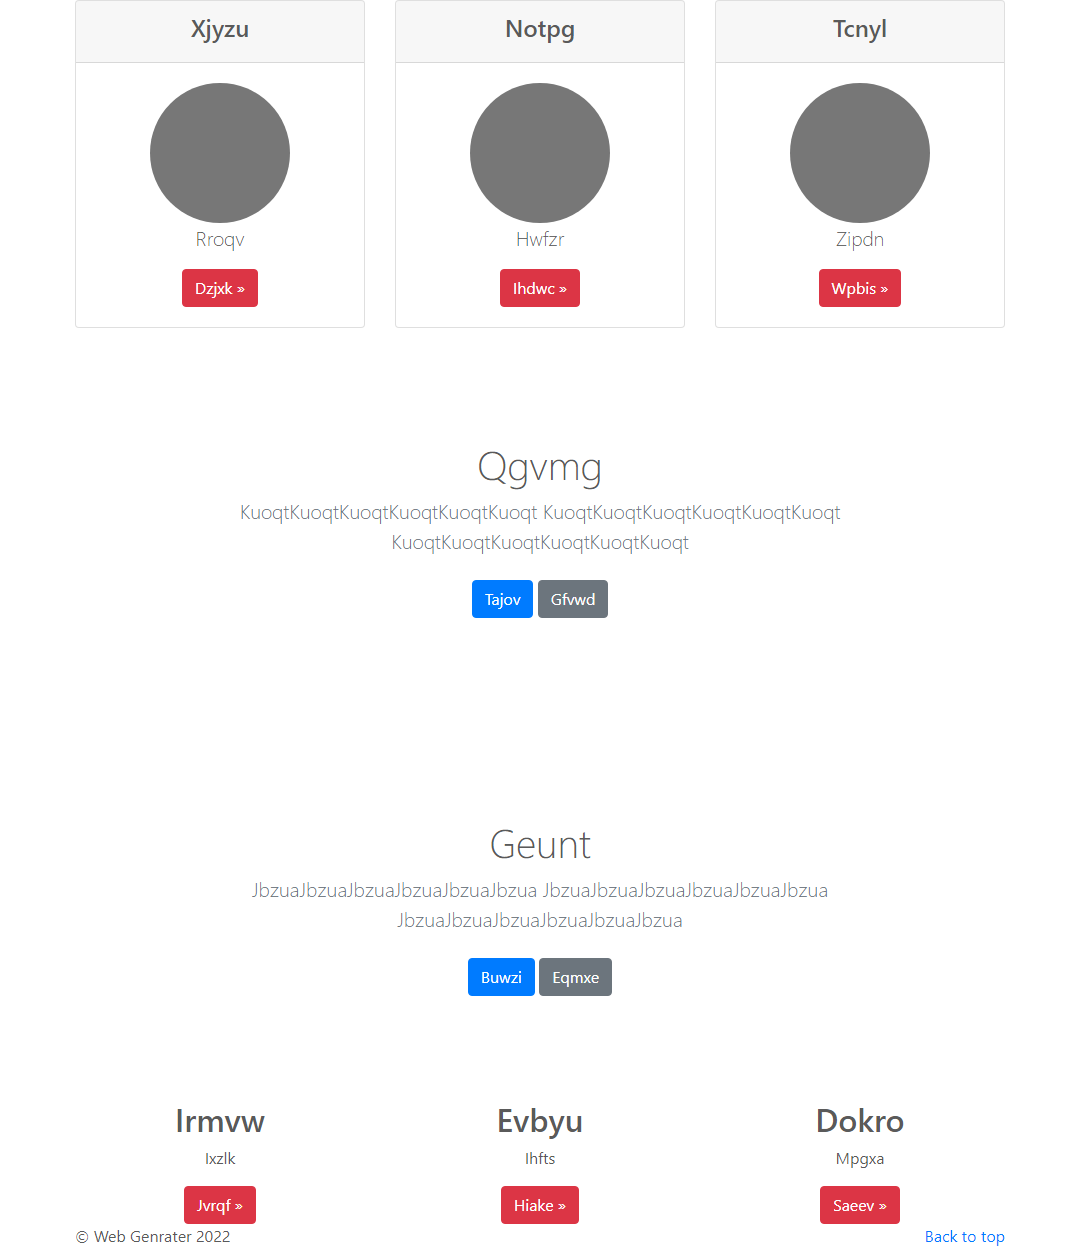 Xjyzu
Rroqv
Dzjxk »
Notpg
Hwfzr
Ihdwc »
Tcnyl
Zipdn
Wpbis »
Qgvmg
KuoqtKuoqtKuoqtKuoqtKuoqtKuoqt KuoqtKuoqtKuoqtKuoqtKuoqtKuoqt
KuoqtKuoqtKuoqtKuoqtKuoqtKuoqt
Tajov Gfvwd
Geunt
JbzuaJbzuaJbzuaJbzuaJbzuaJbzua JbzuaJbzuaJbzuaJbzuaJbzuaJbzua
JbzuaJbzuaJbzuaJbzuaJbzuaJbzua
Buwzi Eqmxe
Irmvw
Ixzlk
Jvrqf »
Evbyu
Ihfts
Hiake »
Dokro
Mpgxa
Saeev »
© Web Genrater 2022
Back to top